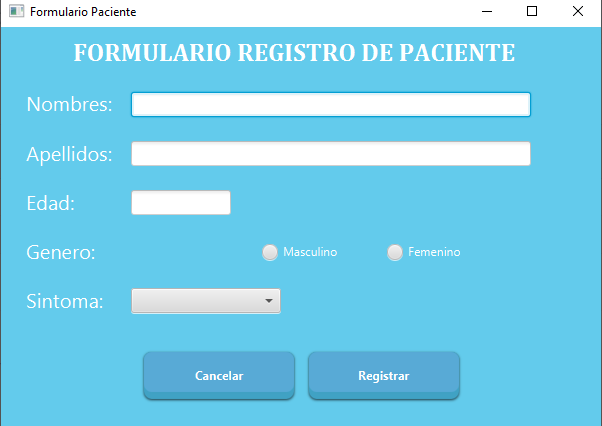 Formulario Paciente
FORMULARIO REGISTRO DE PACIENTE
Nombres:
Apellidos:
Edad:
Genero: Masculino Femenino
Sintoma:
Cancelar Registrar